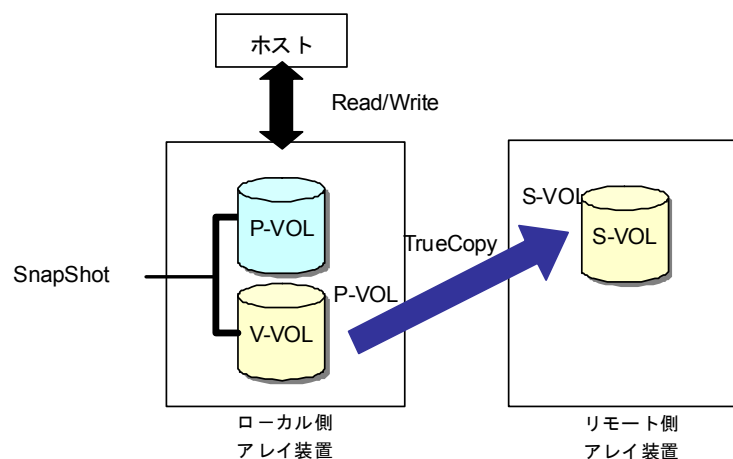 ホスト
Read/Write
P-VOL
S-VOL
S-VOL
TrueCopy
SnapShot
P-VOL
V-VOL
ローカル側
アレイ装置
リモート側
アレイ装置